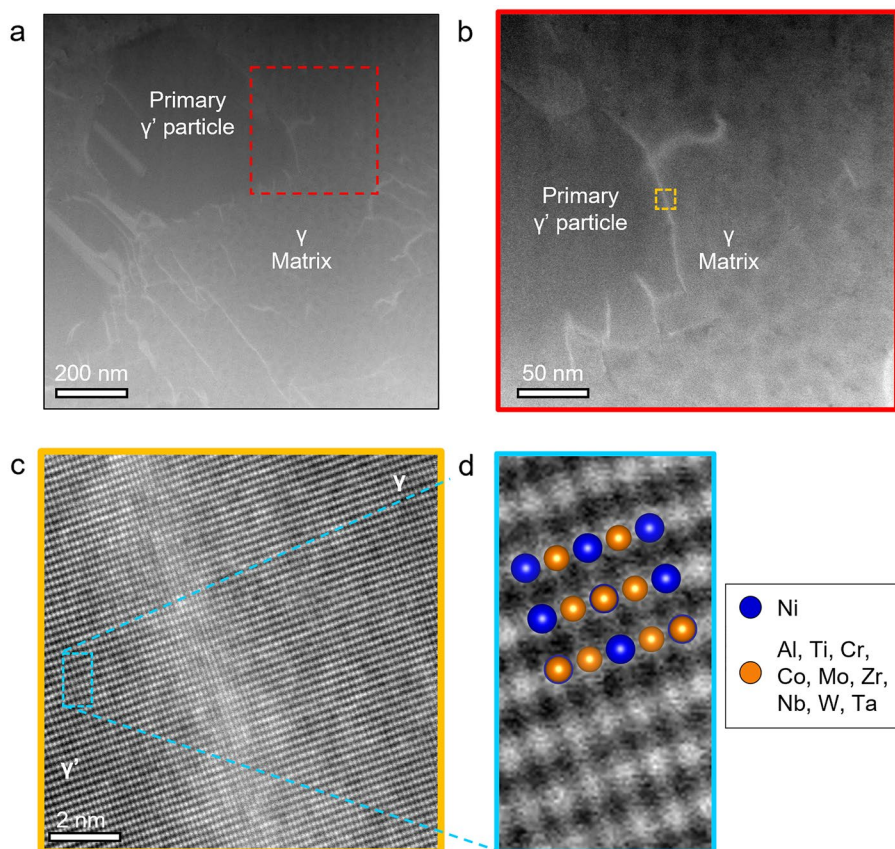 a
Primary
γ’ particle
γ
Matrix
200 nm
b
Primary
γ’ particle
γ
Matrix
50 nm
c
γ
γ’
2 nm
d
Ni
Al, Ti, Cr,
Co, Mo, Zr,
Nb, W, Ta